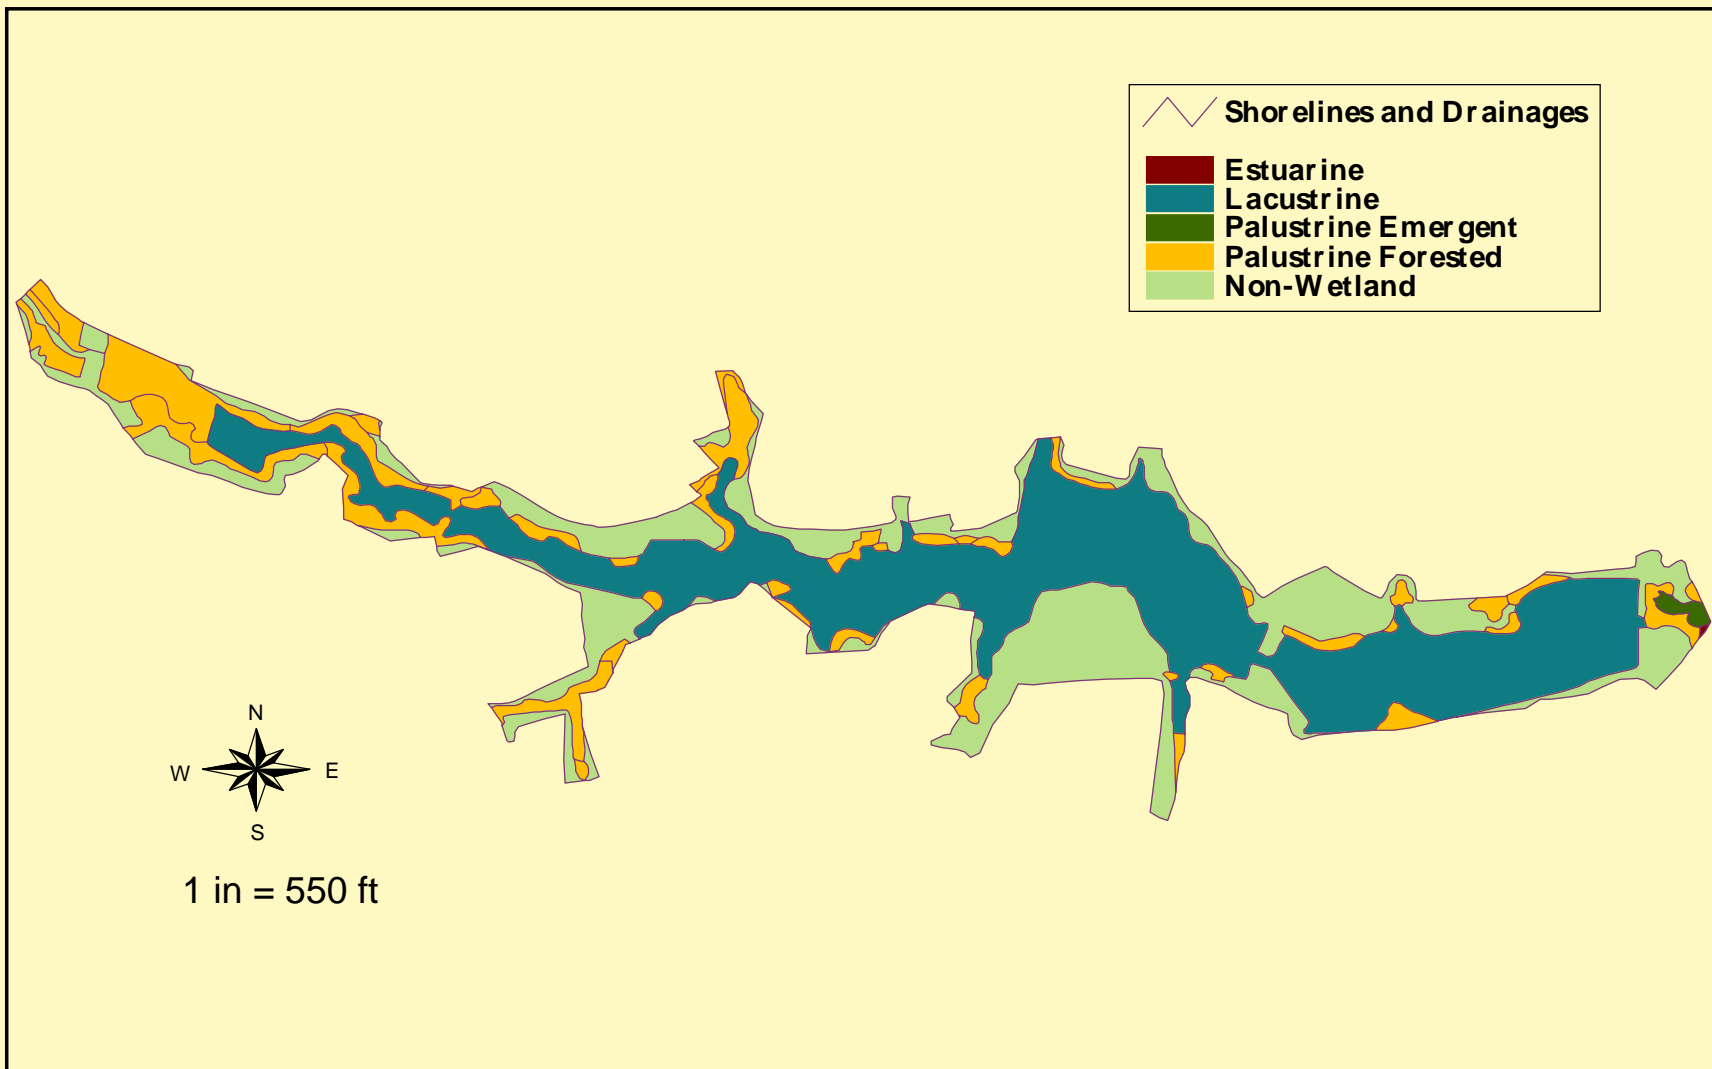 Shorelines and Drainages
Estuarine
Lacustrine
Palustrine Emergent
Palustrine Forested
Non-Wetland
N
W E
S
1 in = 550 ft